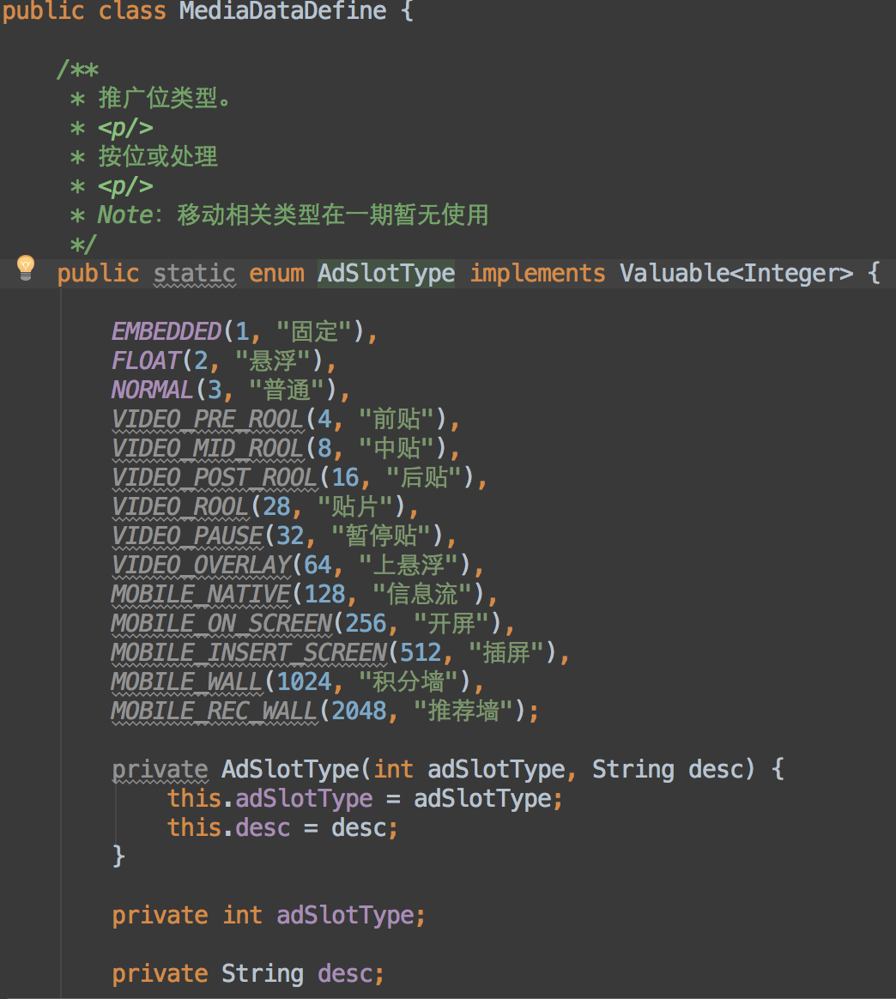 public class MediaDataDefine {
/**
* 推广位类型。
* <p/>
* 按位或处理
* <p/>
* Note: 移动相关类型在一期暂无使用
*/
public static enum AdSlotType implements Valuable<Integer> {
EMBEDDED(1, "固定"),
FLOAT(2, "悬浮"),
NORMAL(3, "普通"),
VIDEO_PRE_ROOL(4, "前贴"),
VIDEO_MID_ROOL(8, "中贴"),
VIDEO_POST_ROOL(16, "后贴"),
VIDEO_ROOL(28, "贴片"),
VIDEO_PAUSE(32, "暂停贴"),
VIDEO_OVERLAY(64, "上悬浮"),
MOBILE_NATIVE(128, "信息流"),
MOBILE_ON_SCREEN(256, "开屏"),
MOBILE_INSERT_SCREEN(512, "插屏"),
MOBILE_WALL(1024, "积分墙"),
MOBILE_REC_WALL(2048, "推荐墙");
private AdSlotType(int adSlotType, String desc) {
this.adSlotType = adSlotType;
this.desc = desc;
}
private int adSlotType;
private String desc;